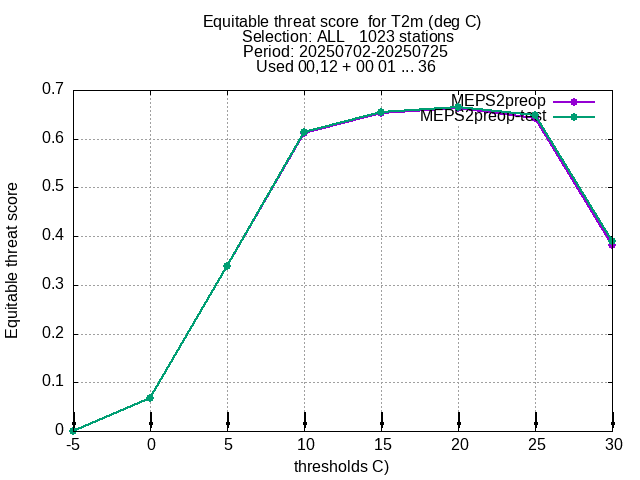 Equitable threat score  for T2m (deg C)
Selection: ALL   1023 stations
Period: 20250702-20250725
Used 00,12 + 00 01 ... 36
MEPS2preop
MEPS2preop test
Equitable threat score
0.7
0.6
0.5
0.4
0.3
0.2
0.1
0
-5 0 5 10 15 20 25 30
thresholds C)